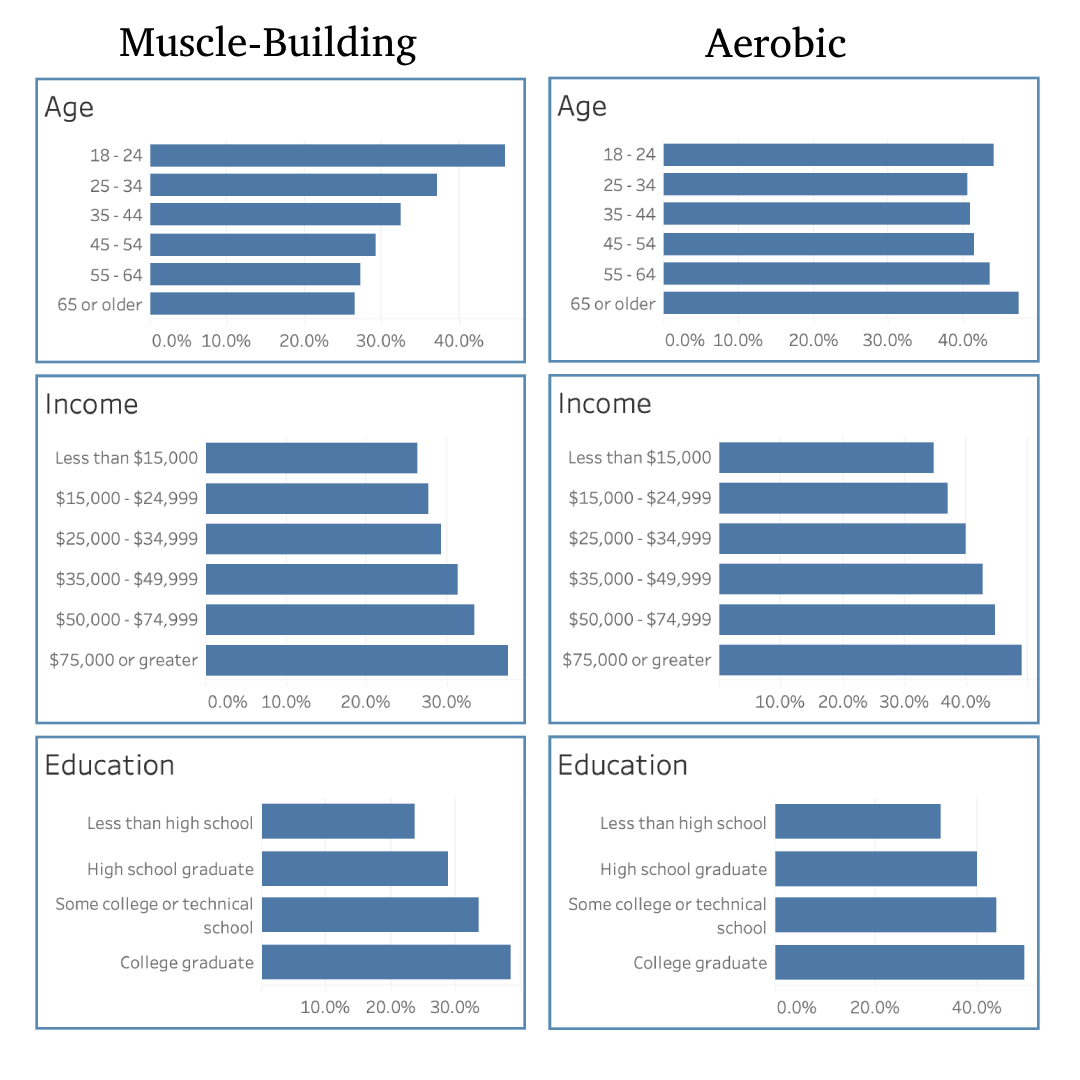 Muscle-Building
Aerobic
Age
18 - 24
25 - 34
35 - 44
45 - 54
55 - 64
65 or older
0.0% 10.0% 20.0% 30.0% 40.0%
Age
18 - 24
25 - 34
35 - 44
45 - 54
55 - 64
65 or older
0.0% 10.0% 20.0% 30.0% 40.0%
Income
Less than $15,000
$15,000 - $24,999
$25,000 - $34,999
$35,000 - $49,999
$50,000 - $74,999
$75,000 or greater
0.0% 10.0% 20.0% 30.0%
Income
Less than $15,000
$15,000 - $24,999
$25,000 - $34,999
$35,000 - $49,999
$50,000 - $74,999
$75,000 or greater
10.0% 20.0% 30.0% 40.0%
Education
Less than high school
High school graduate
Some college or technical
school
College graduate
10.0% 20.0% 30.0%
Education
Less than high school
High school graduate
Some college or technical
school
College graduate
0.0% 20.0% 40.0%